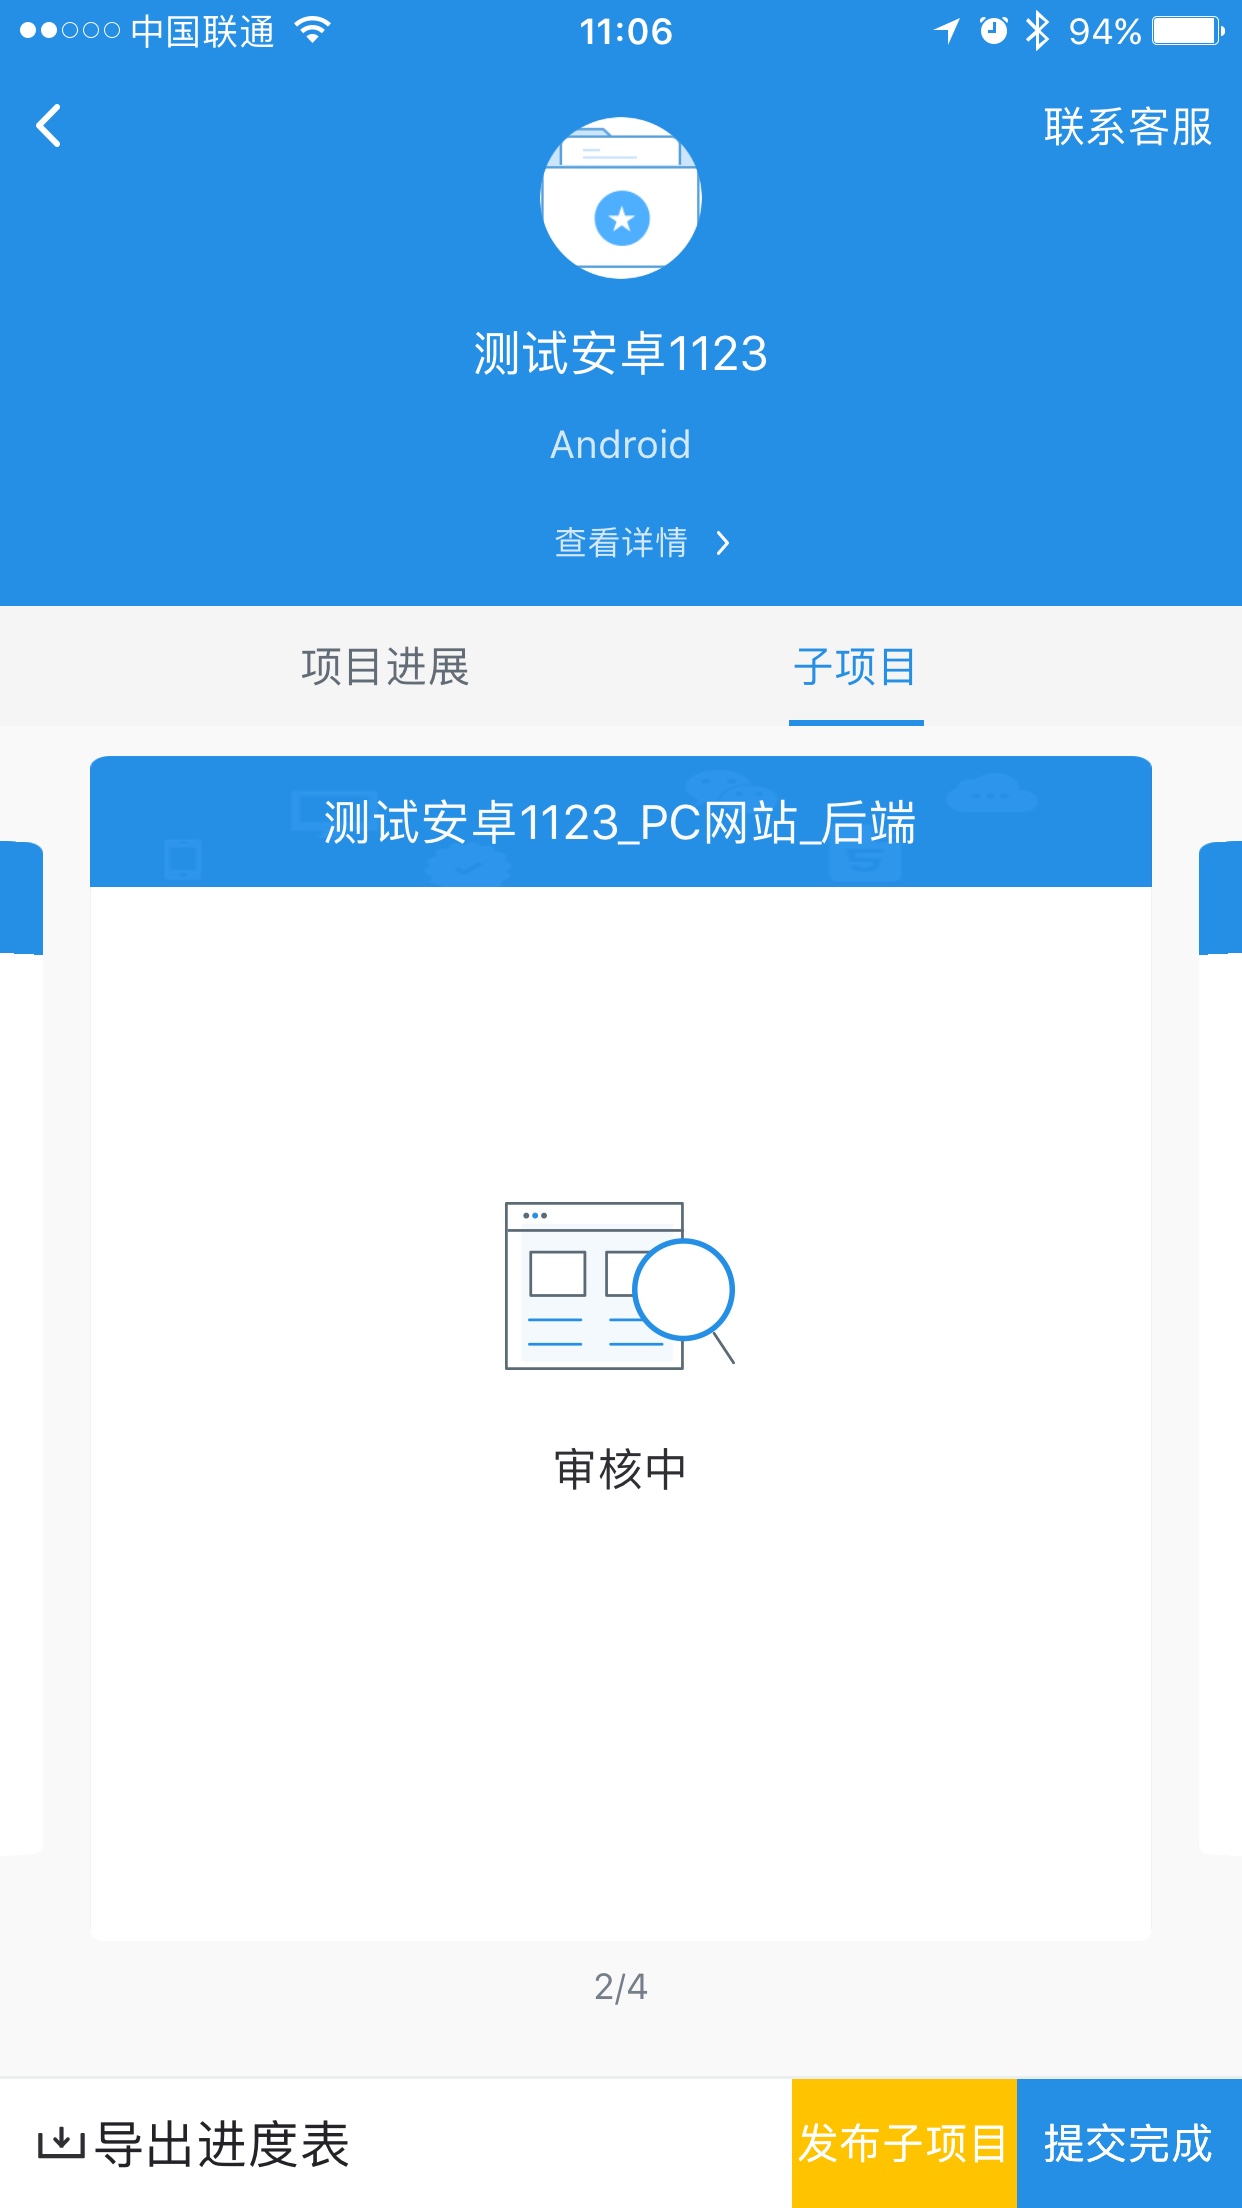 中国联通 11:06 94%
联系客服
测试安卓1123
Android
查看详情
项目进展 子项目
测试安卓1123_PC网站_后端
审核中
2/4
导出进度表 发布子项目 提交完成